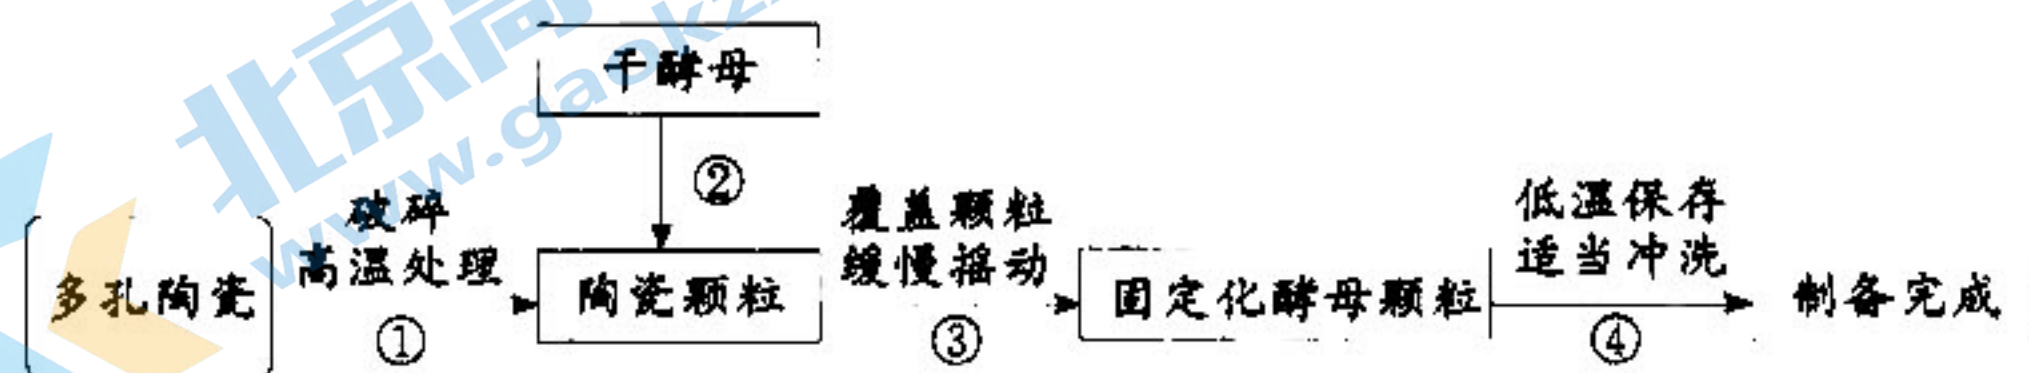 干酵母
②
多孔陶瓷
破碎
高温处理
①
陶瓷颗粒
覆盖颗粒
缓慢摇动
③
固定化酵母颗粒
低温保存
适当冲洗
④
制备完成
北京高
www.gaokz